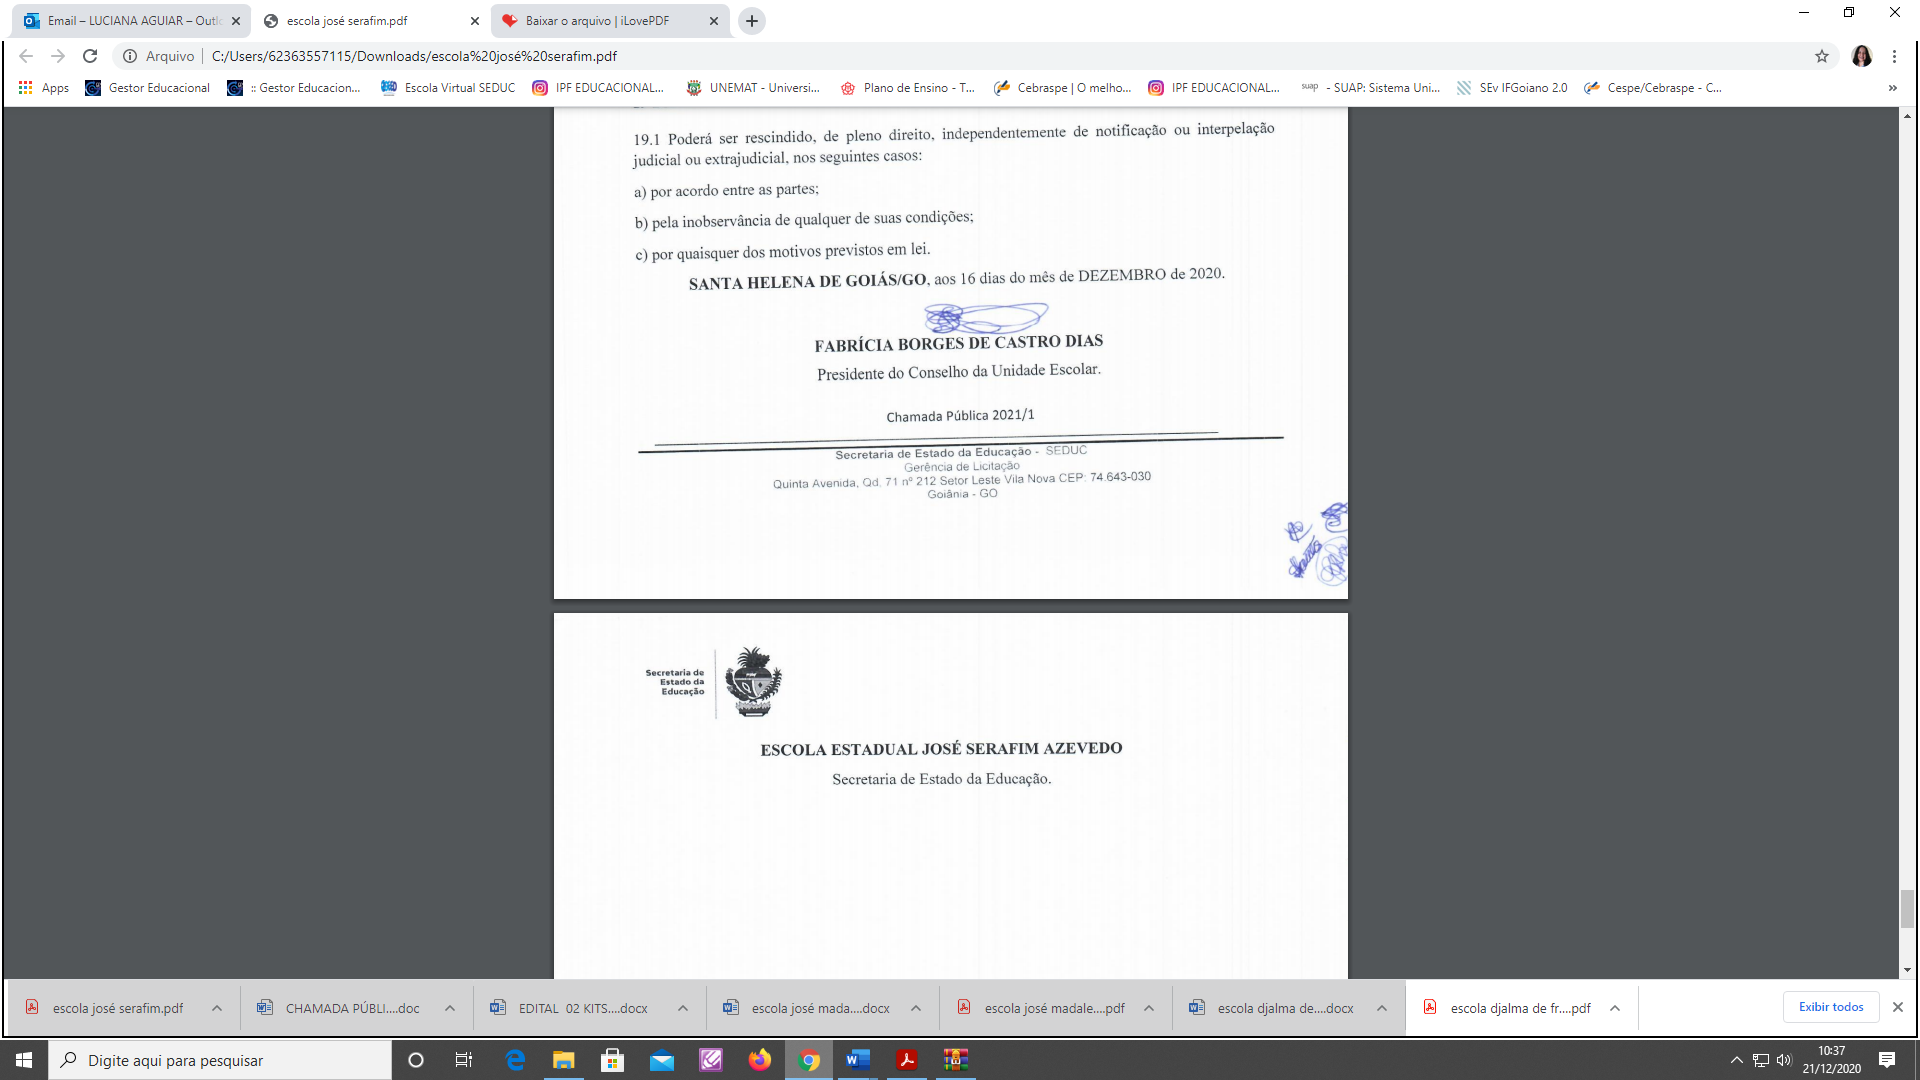 Email – LUCIANA AGUIAR – Outl
escola josé serafim.pdf
Baixar o arquivo | iLovePDF
Arquivo
C:/Users/62363557115/Downloads/escola%20josé%20serafim.pdf
Apps
Gestor Educacional
:: Gestor Educacion...
Escola Virtual SEDUC
IPF EDUCACIONAL...
UNEMAT - Universi...
Plano de Ensino - T...
Cebraspe | O melho...
IPF EDUCACIONAL...
suap - SUAP: Sistema Uni...
SEv IFGoiano 2.0
Cespe/Cebraspe - C...
»
19.1 Poderá ser rescindido, de pleno direito, independentemente de notificação ou interpelação
judicial ou extrajudicial, nos seguintes casos:
a) por acordo entre as partes;
b) pela inobservância de qualquer de suas condições;
c) por quaisquer dos motivos previstos em lei.
SANTA HELENA DE GOIÁS/GO, aos 16 dias do mês de DEZEMBRO de 2020.
FABRÍCIA BORGES DE CASTRO DIAS
Presidente do Conselho da Unidade Escolar.
Chamada Pública 2021/1
Secretaria de Estado da Educação - SEDUC
Gerência de Licitação
Quinta Avenida, Qd. 71 nº 212 Setor Leste Vila Nova CEP: 74.643-030
Goiânia - GO
Secretaria de
Estado da
Educação
ESCOLA ESTADUAL JOSÉ SERAFIM AZEVEDO
Secretaria de Estado da Educação.
escola josé serafim.pdf
CHAMADA PÚBLI....doc
EDITAL 02 KITS....docx
escola josé mada....docx
escola josé madale....pdf
escola djalma de....docx
escola djalma de fr....pdf
Exibir todos
Digite aqui para pesquisar
10:37
21/12/2020